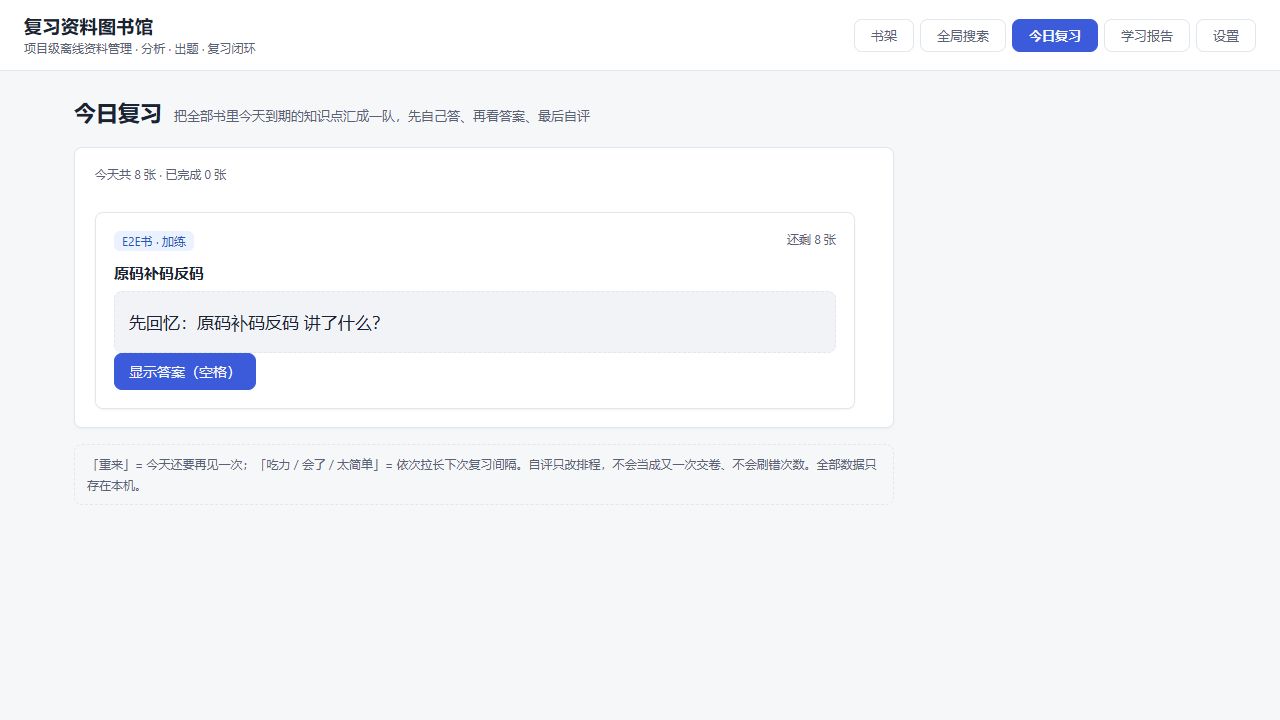 复习资料图书馆
项目级离线资料管理 · 分析 · 出题 · 复习闭环
书架
全局搜索
今日复习
学习报告
设置
今日复习
把全部书里今天到期的知识点汇成一队，先自己答、再看答案、最后自评
今天共 8 张 · 已完成 0 张
E2E书 · 加练
还剩 8 张
原码补码反码
先回忆：原码补码反码 讲了什么？
显示答案（空格）
「重来」= 今天还要再见一次；「吃力 / 会了 / 太简单」= 依次拉长下次复习间隔。自评只改排程，不会当成又一次交卷、不会刷错次数。全部数据只
存在本机。